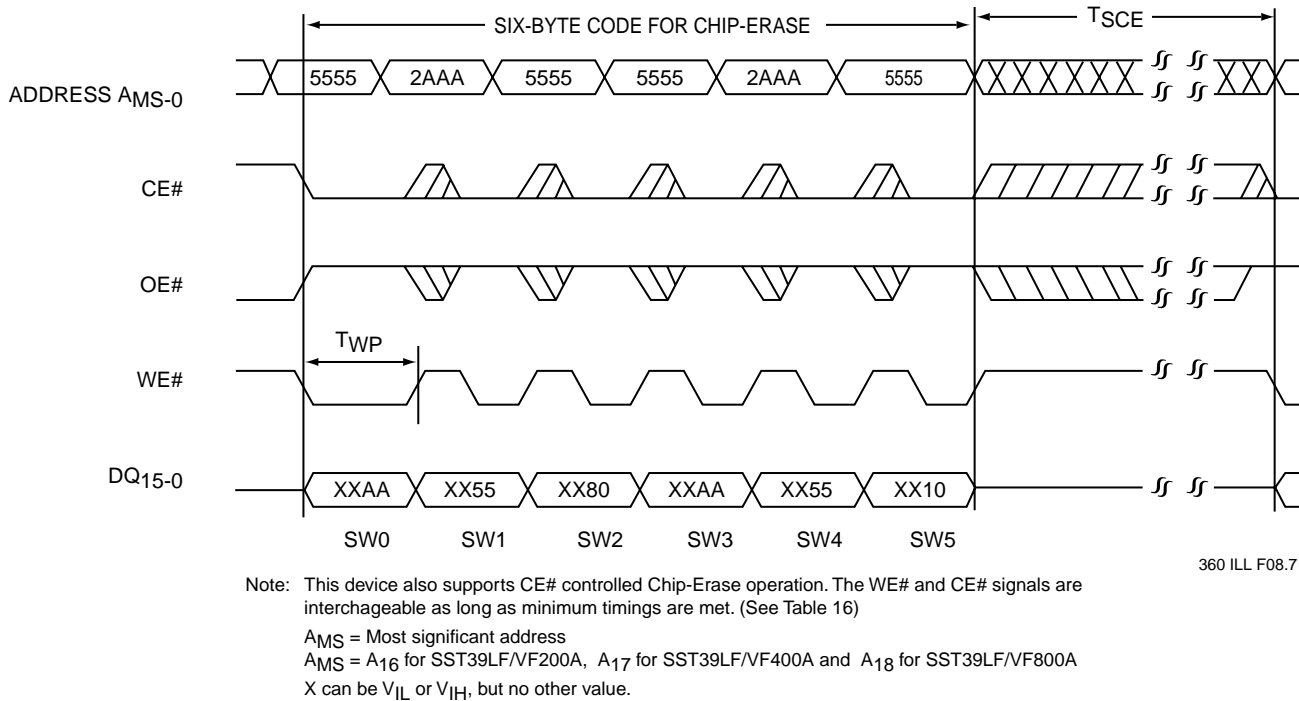 SIX-BYTE CODE FOR CHIP-ERASE
TSCE
ADDRESS AMS-0
5555 2AAA 5555 5555 2AAA 5555
CE#
OE#
TWP
WE#
DQ15-0
XXAA XX55 XX80 XXAA XX55 XX10
SW0 SW1 SW2 SW3 SW4 SW5
360 ILL F08.7
Note: This device also supports CE# controlled Chip-Erase operation. The WE# and CE# signals are
interchageable as long as minimum timings are met. (See Table 16)
AMS = Most significant address
AMS = A16 for SST39LF/VF200A, A17 for SST39LF/VF400A and A18 for SST39LF/VF800A
X can be VIL or VIH, but no other value.